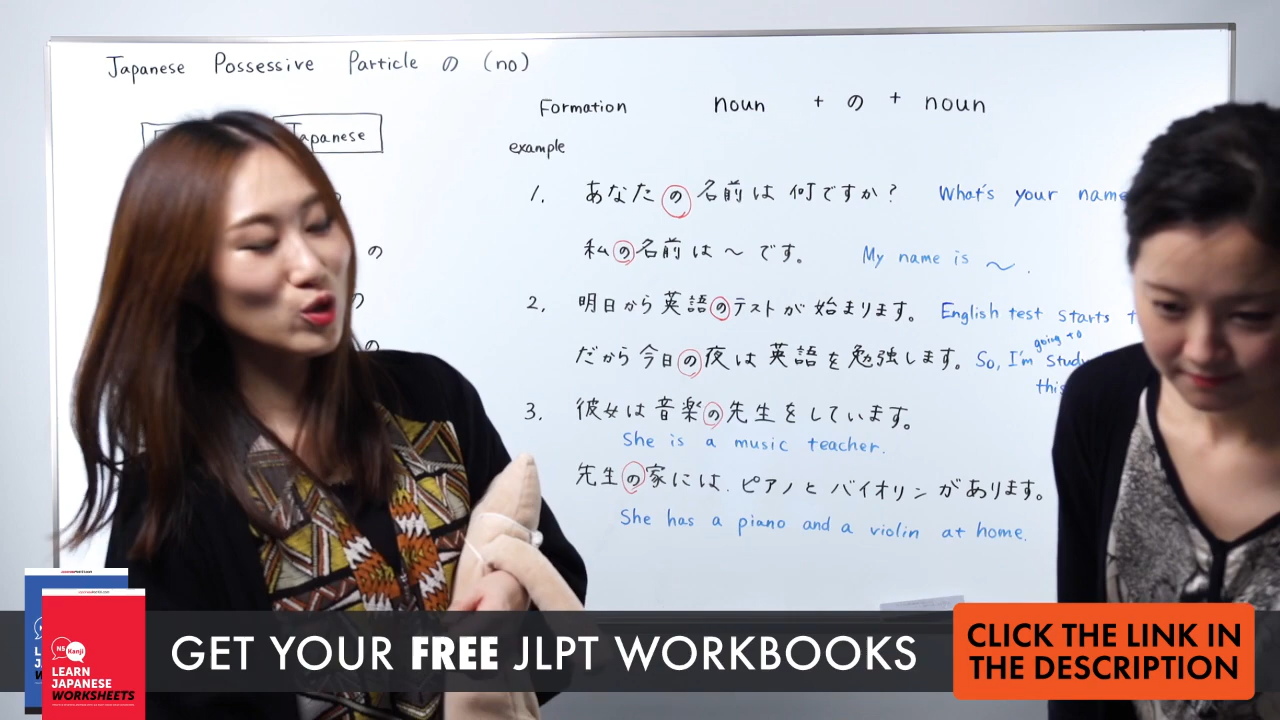 Japanese Possessive Particle の (no)
Japanese
の
の
Formation noun + の + noun
example
1. あなたの名前は何ですか? What's your name
私の名前は〜です。 My name is 〜.
2. 明日から英語のテストが始まります。 English test starts
だから今日の夜は英語を勉強します。 So, I'm going to
this
3. 彼女は音楽の先生をしています。
She is a music teacher.
先生の家には、ピアノとバイオリンがあります。
She has a piano and a violin at home.
GET YOUR FREE JLPT WORKBOOKS
CLICK THE LINK IN
THE DESCRIPTION
N5 Kanji
LEARN
JAPANESE
WORKSHEETS